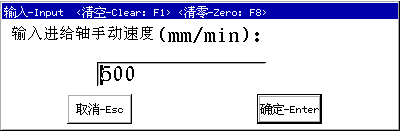 输入-Input <清空-Clear: F1> <清零-Zero: F8>
输入进给轴手动速度(mm/min):
500
取消-Esc
确定-Enter